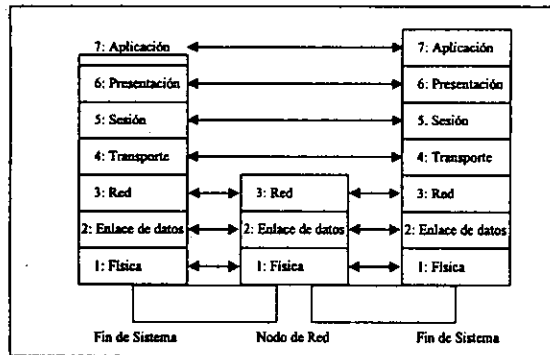 7: Aplicación 7: Aplicación
6: Presentación 6: Presentación
5: Sesión 5. Sesión
4: Transporte 4: Transporte
3: Red 3: Red 3: Rnd
2: Enlace de datos 2: Enlace de datos 2: Enlace de datos
1: Física 1: Física 1: Física
Fin de Sistema Nodo de Red Fin de Sistema